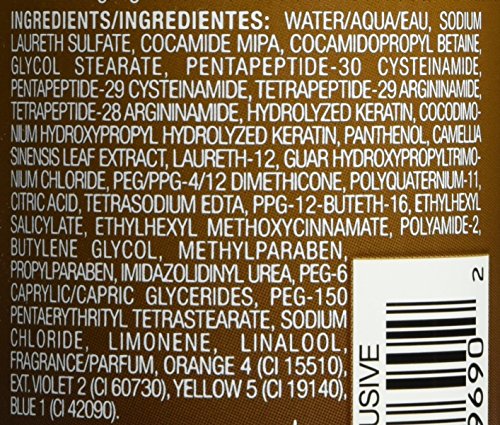 INGREDIENTS/INGREDIENTES: WATER/AQUA/EAU, SODIUM
LAURETH SULFATE, COCAMIDE MIPA, COCAMIDOPROPYL BETAINE,
GLYCOL STEARATE, PENTAPEPTIDE-30 CYSTEINAMIDE,
PENTAPEPTIDE-29 CYSTEINAMIDE, TETRAPEPTIDE-29 ARGININAMIDE,
TETRAPEPTIDE-28 ARGININAMIDE, HYDROLYZED KERATIN, COCODIMO-
NIUM HYDROXYPROPYL HYDROLYZED KERATIN, PANTHENOL, CAMELLIA
SINENSIS LEAF EXTRACT, LAURETH-12, GUAR HYDROXYPROPYLTRIMO-
NIUM CHLORIDE, PEG/PPG-4/12 DIMETHICONE, POLYQUATERNIUM-11,
CITRIC ACID, TETRASODIUM EDTA, PPG-12-BUTETH-16, ETHYLHEXYL
SALICYLATE, ETHYLHEXYL METHOXYCINNAMATE, POLYAMIDE-2,
BUTYLENE GLYCOL, METHYLPARABEN,
PROPYLPARABEN, IMIDAZOLIDINYL UREA, PEG-6
CAPRYLIC/CAPRIC GLYCERIDES, PEG-150
PENTAERYTHRITYL TETRASTEARATE, SODIUM
CHLORIDE, LIMONENE, LINALOOL,
FRAGRANCE/PARFUM, ORANGE 4 (CI 15510),
EXT. VIOLET 2 (CI 60730), YELLOW 5 (CI 19140),
BLUE 1 (CI 42090).
USIVE
9690
2